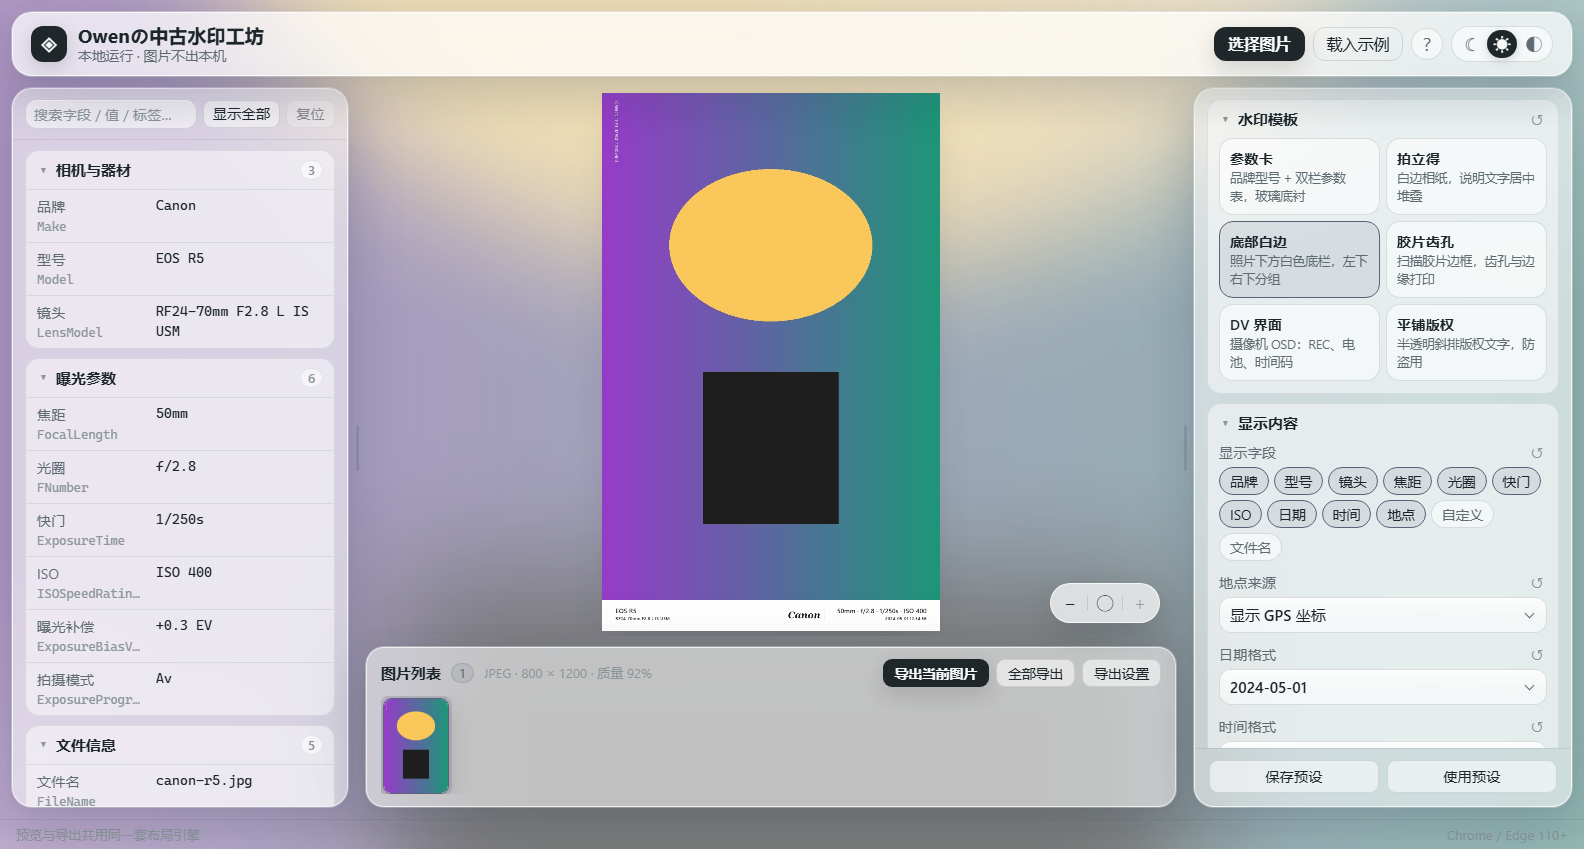 Owenの中古水印工坊
本地运行 · 图片不出本机
选择图片
载入示例
?
搜索字段 / 值 / 标签...
显示全部
复位
相机与器材
3
品牌
Make
Canon
型号
Model
EOS R5
镜头
LensModel
RF24-70mm F2.8 L IS
USM
曝光参数
6
焦距
FocalLength
50mm
光圈
FNumber
f/2.8
快门
ExposureTime
1/250s
ISO
ISOSpeedRatin…
ISO 400
曝光补偿
ExposureBiasV…
+0.3 EV
拍摄模式
ExposureProgr…
Av
文件信息
5
文件名
FileName
canon-r5.jpg
EOS R5
RF24-70mm F2.8 L IS USM
Canon
50mm · f/2.8 · 1/250s · ISO 400
图片列表
1
JPEG · 800 × 1200 · 质量 92%
导出当前图片
全部导出
导出设置
水印模板
参数卡
品牌型号 + 双栏参数
表，玻璃底衬
拍立得
白边相纸，说明文字居中
堆叠
底部白边
照片下方白色底栏，左下
右下分组
胶片齿孔
扫描胶片边框，齿孔与边
缘打印
DV 界面
摄像机 OSD：REC、电
池、时间码
平铺版权
半透明斜排版权文字，防
盗用
显示内容
显示字段
品牌
型号
镜头
焦距
光圈
快门
ISO
日期
时间
地点
自定义
文件名
地点来源
显示 GPS 坐标
日期格式
2024-05-01
时间格式
保存预设
使用预设
预览与导出共用同一套布局引擎
Chrome / Edge 110+